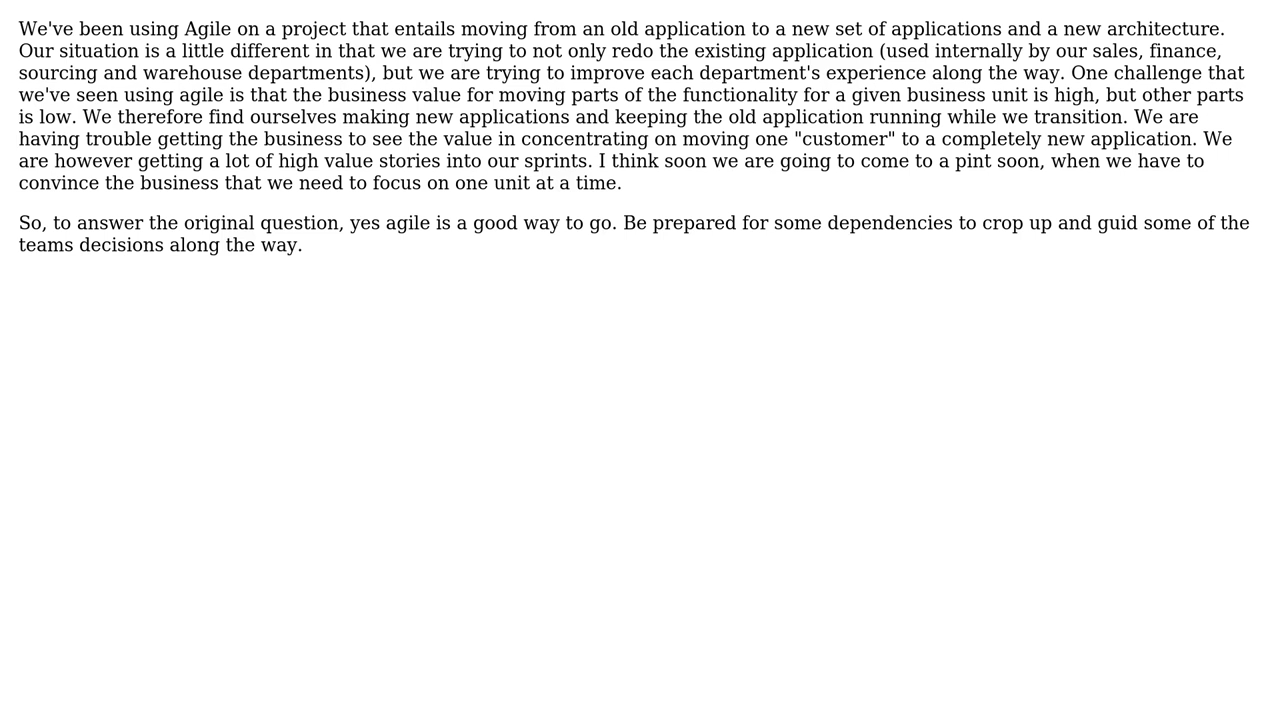 We've been using Agile on a project that entails moving from an old application to a new set of applications and a new architecture.
Our situation is a little different in that we are trying to not only redo the existing application (used internally by our sales, finance,
sourcing and warehouse departments), but we are trying to improve each department's experience along the way. One challenge that
we've seen using agile is that the business value for moving parts of the functionality for a given business unit is high, but other parts
is low. We therefore find ourselves making new applications and keeping the old application running while we transition. We are
having trouble getting the business to see the value in concentrating on moving one "customer" to a completely new application. We
are however getting a lot of high value stories into our sprints. I think soon we are going to come to a pint soon, when we have to
convince the business that we need to focus on one unit at a time.
So, to answer the original question, yes agile is a good way to go. Be prepared for some dependencies to crop up and guid some of the
teams decisions along the way.